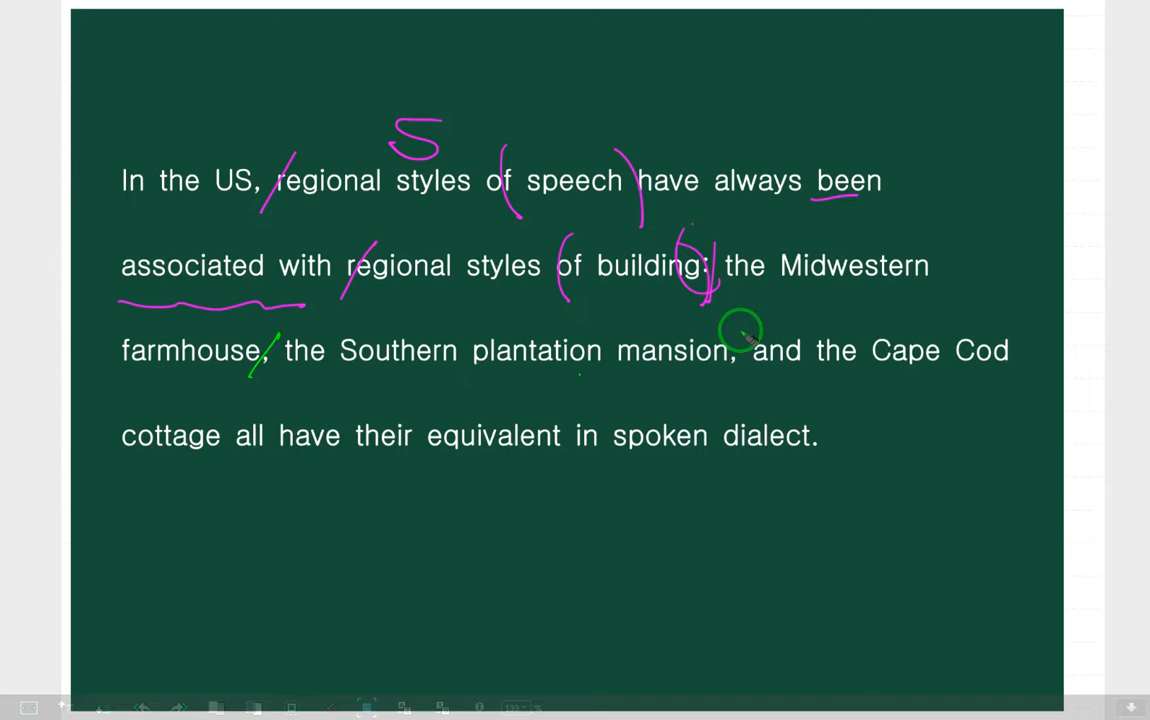 S
In the US, regional styles of speech have always been
associated with regional styles of building: the Midwestern
farmhouse, the Southern plantation mansion, and the Cape Cod
cottage all have their equivalent in spoken dialect.
133 %